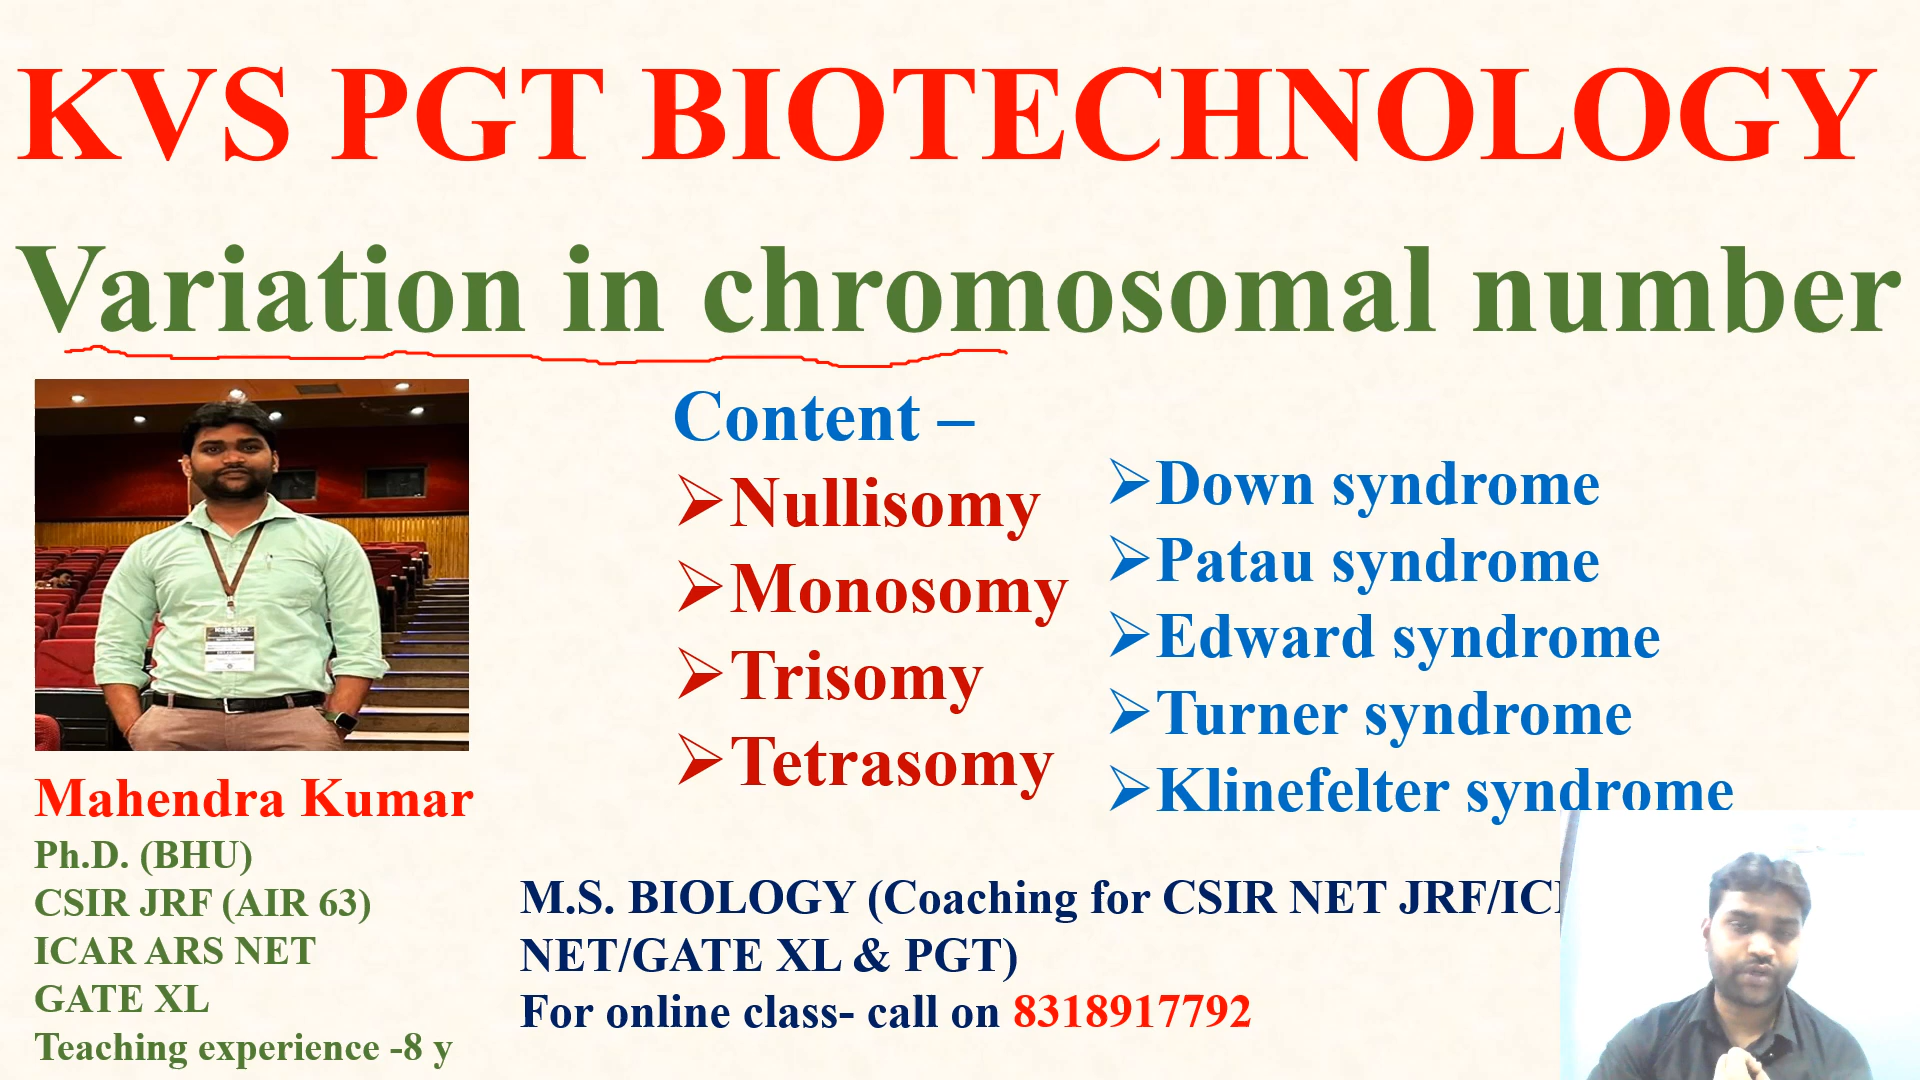 KVS PGT BIOTECHNOLOGY
Variation in chromosomal number
Content –
➢Nullisomy
➢Monosomy
➢Trisomy
➢Tetrasomy
➢Down syndrome
➢Patau syndrome
➢Edward syndrome
➢Turner syndrome
➢Klinefelter syndrome
Mahendra Kumar
Ph.D. (BHU)
CSIR JRF (AIR 63)
ICAR ARS NET
GATE XL
Teaching experience -8 y
M.S. BIOLOGY (Coaching for CSIR NET
NET/GATE XL & PGT)
For online class- call on 8318917792